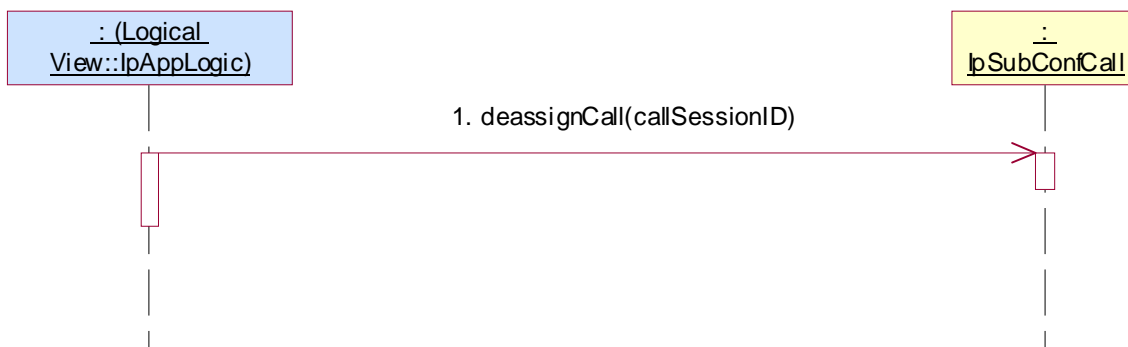 : (Logical
View::IpAppLogic)
:
IpSubConfCall
1. deassignCall(callSessionID)